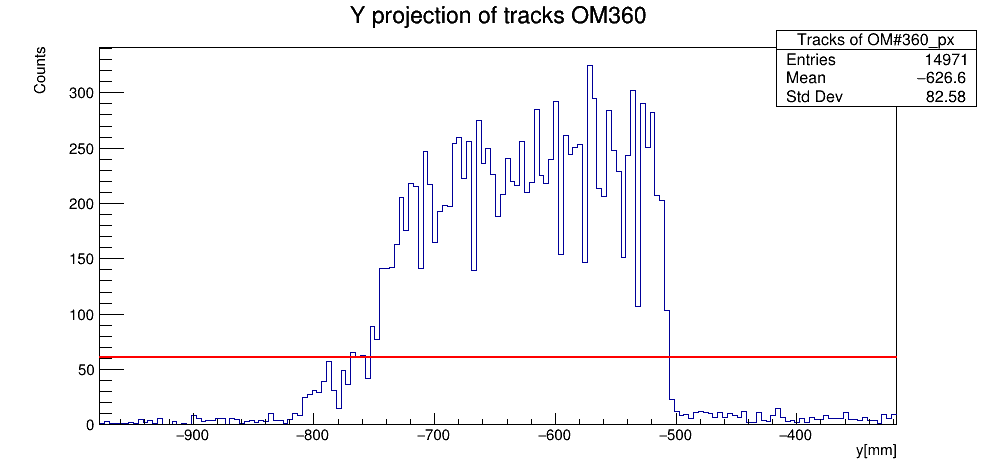 Y projection of tracks OM360
Tracks of OM#360_px
Entries 14971
Mean −626.6
Std Dev 82.58
Counts
300
250
200
150
100
50
0
−900 −800 −700 −600 −500 −400
y[mm]